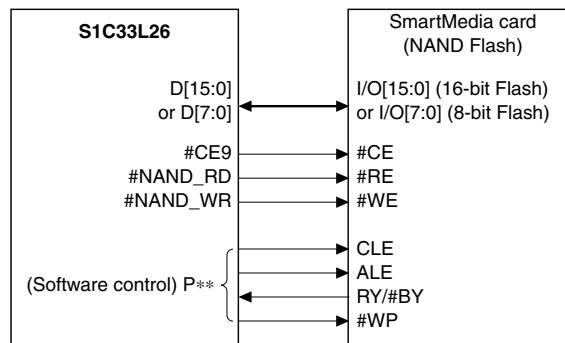 S1C33L26
SmartMedia card
(NAND Flash)
D[15:0]
or D[7:0]
I/O[15:0] (16-bit Flash)
or I/O[7:0] (8-bit Flash)
#CE9
#CE
#NAND_RD
#RE
#NAND_WR
#WE
(Software control) P**
CLE
ALE
RY/#BY
#WP